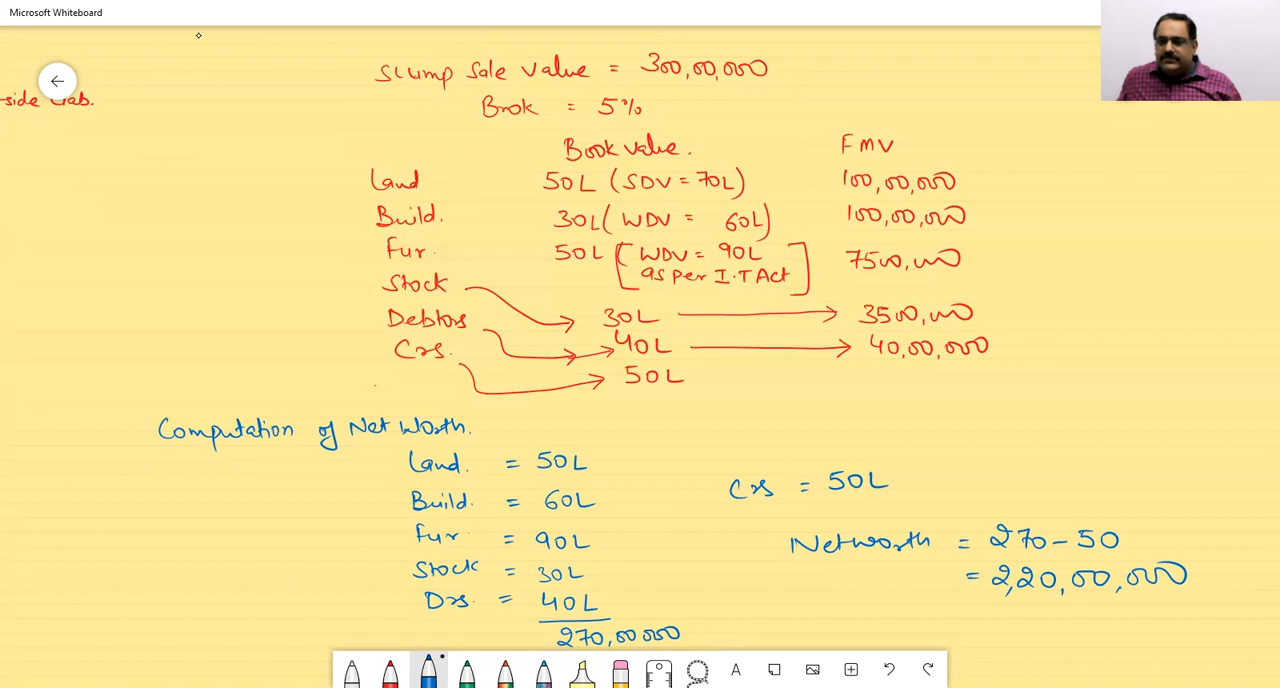 Microsoft Whiteboard
Slump Sale Value = 300,00,000
-side Liab.
Brok = 5%
Book value. FMV
Land 50L (SDV = 70L) 100,00,000
Build. 30L (WDV = 60L) 100,00,000
Fur. 50L [WDV = 90L 7500,000
as per I.T Act]
Stock 30L 3500,000
Debtors 40L 40,00,000
Crs. 50L
Computation of Net Worth.
Land. = 50L
Build. = 60L
Fur. = 90L
Stock = 30L
Drs. = 40L
270,00000
Crs = 50L
Networth = 270 - 50
= 2,20,00,000
A